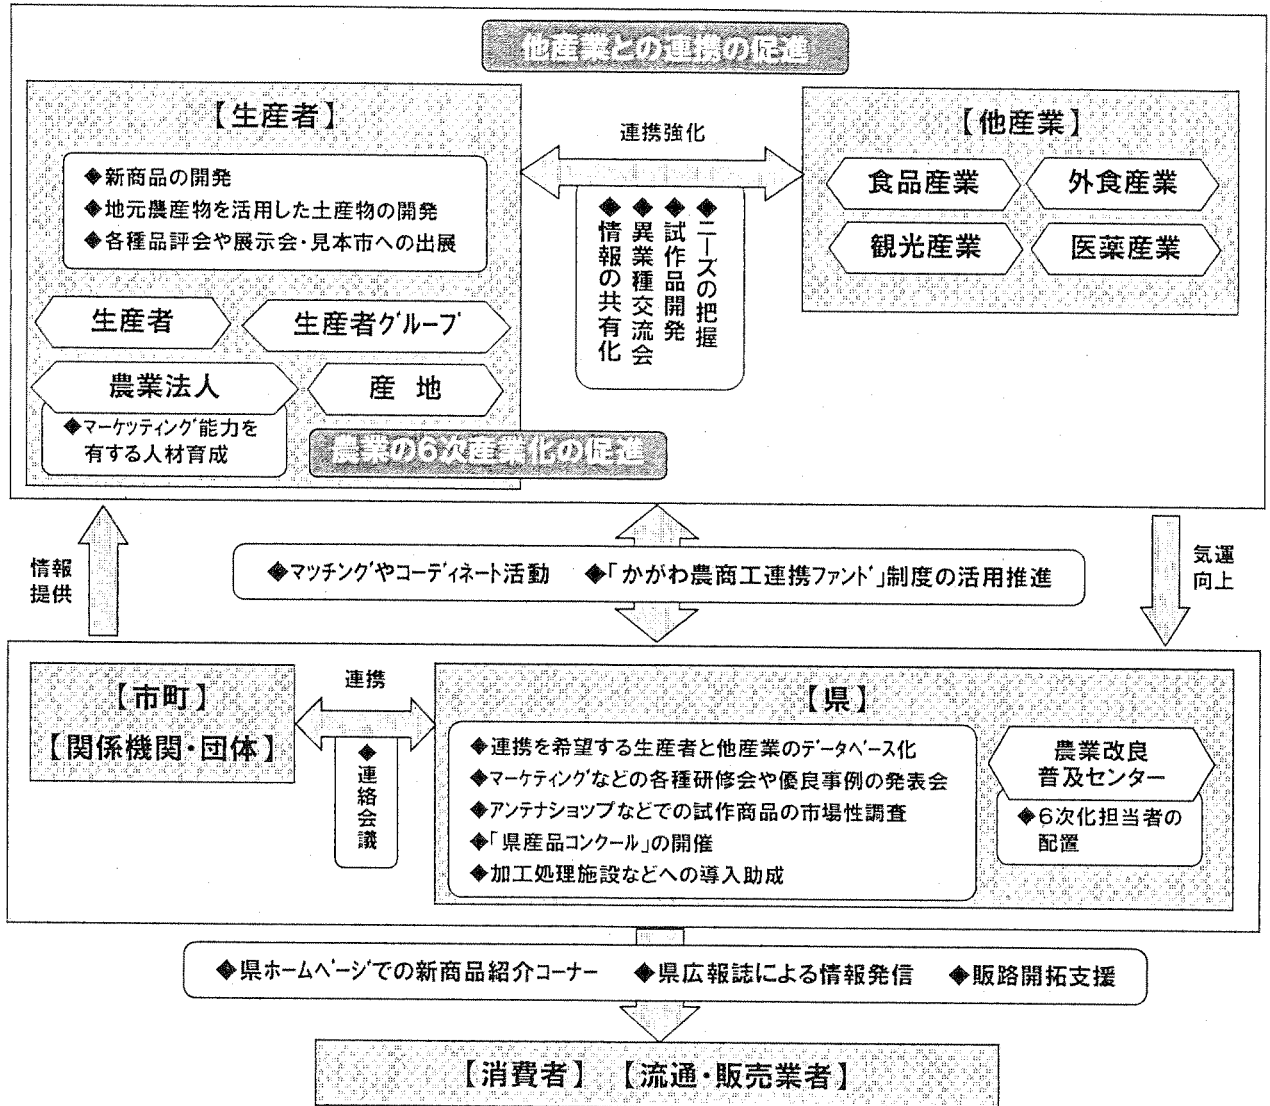 他産業との連携の促進
【生産者】
◆新商品の開発
◆地元農産物を活用した土産物の開発
◆各種品評会や展示会・見本市への出展
生産者
生産者グループ
農業法人
産 地
◆マーケッティング能力を
有する人材育成
農業の6次産業化の促進
連携強化
◆ニーズの把握
◆試作品開発
◆異業種交流会
◆情報の共有化
【他産業】
食品産業
外食産業
観光産業
医薬産業
情報
提供
◆マッチングやコーディネート活動 ◆「かがわ農商工連携ファンド」制度の活用推進
気運
向上
【市町】
【関係機関・団体】
連携
◆連絡会議
【県】
◆連携を希望する生産者と他産業のデータベース化
◆マーケティングなどの各種研修会や優良事例の発表会
◆アンテナショップなどでの試作商品の市場性調査
◆「県産品コンクール」の開催
◆加工処理施設などへの導入助成
農業改良
普及センター
◆6次化担当者の
配置
◆県ホームページでの新商品紹介コーナー ◆県広報誌による情報発信 ◆販路開拓支援
【消費者】 【流通・販売業者】